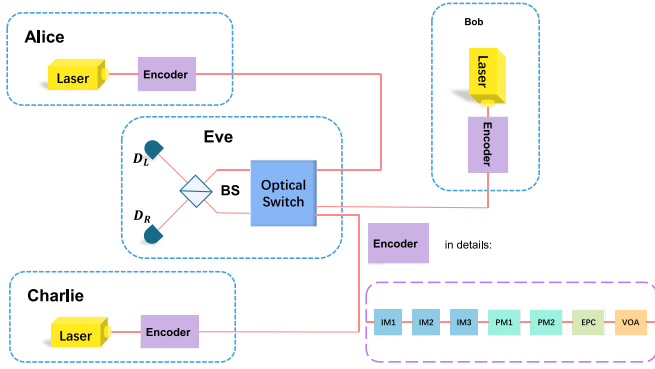 Alice
Laser
Encoder
Bob
Laser
Encoder
Eve
D_L
BS
Optical
Switch
D_R
Encoder
in details:
Charlie
Laser
Encoder
IM1
IM2
IM3
PM1
PM2
EPC
VOA